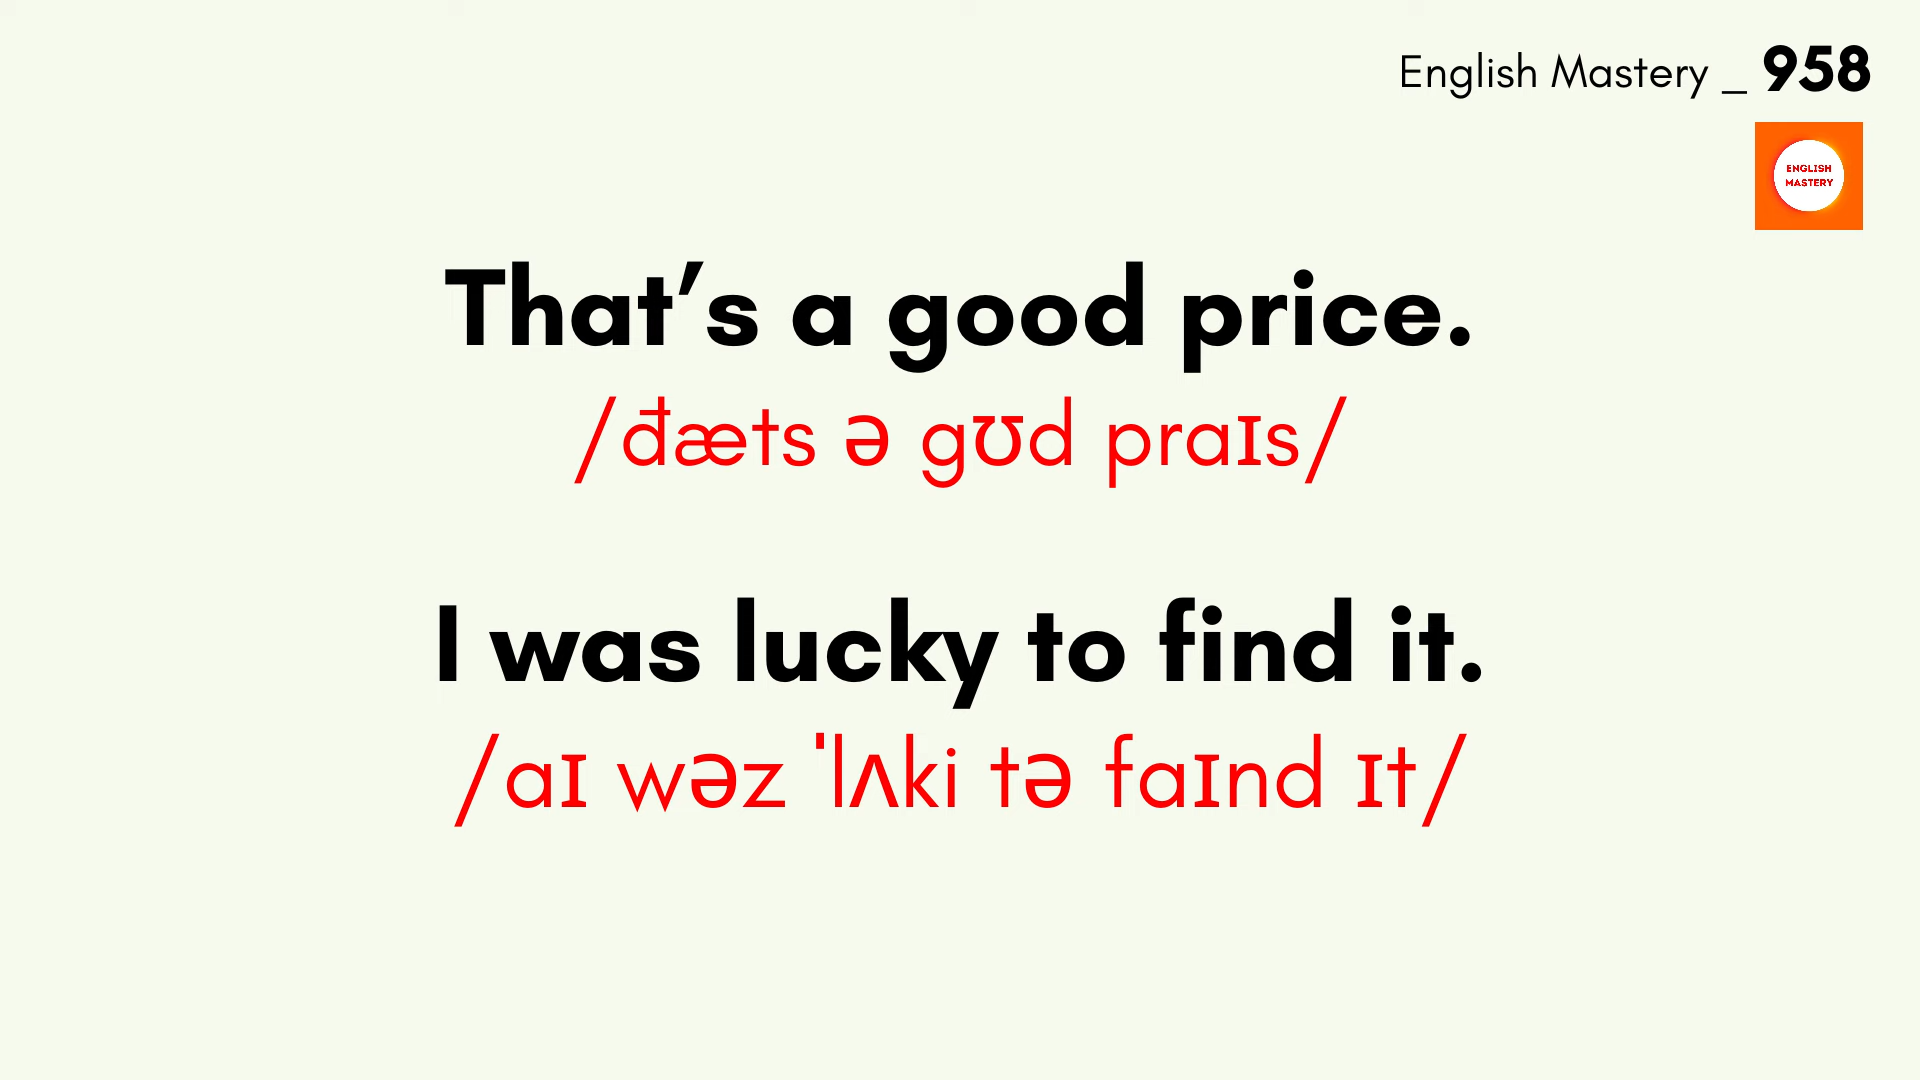 English Mastery _ 958
ENGLISH
MASTERY
That’s a good price.
/đæts ə gʊd praɪs/
I was lucky to find it.
/aɪ wəz ˈlʌki tə faɪnd ɪt/